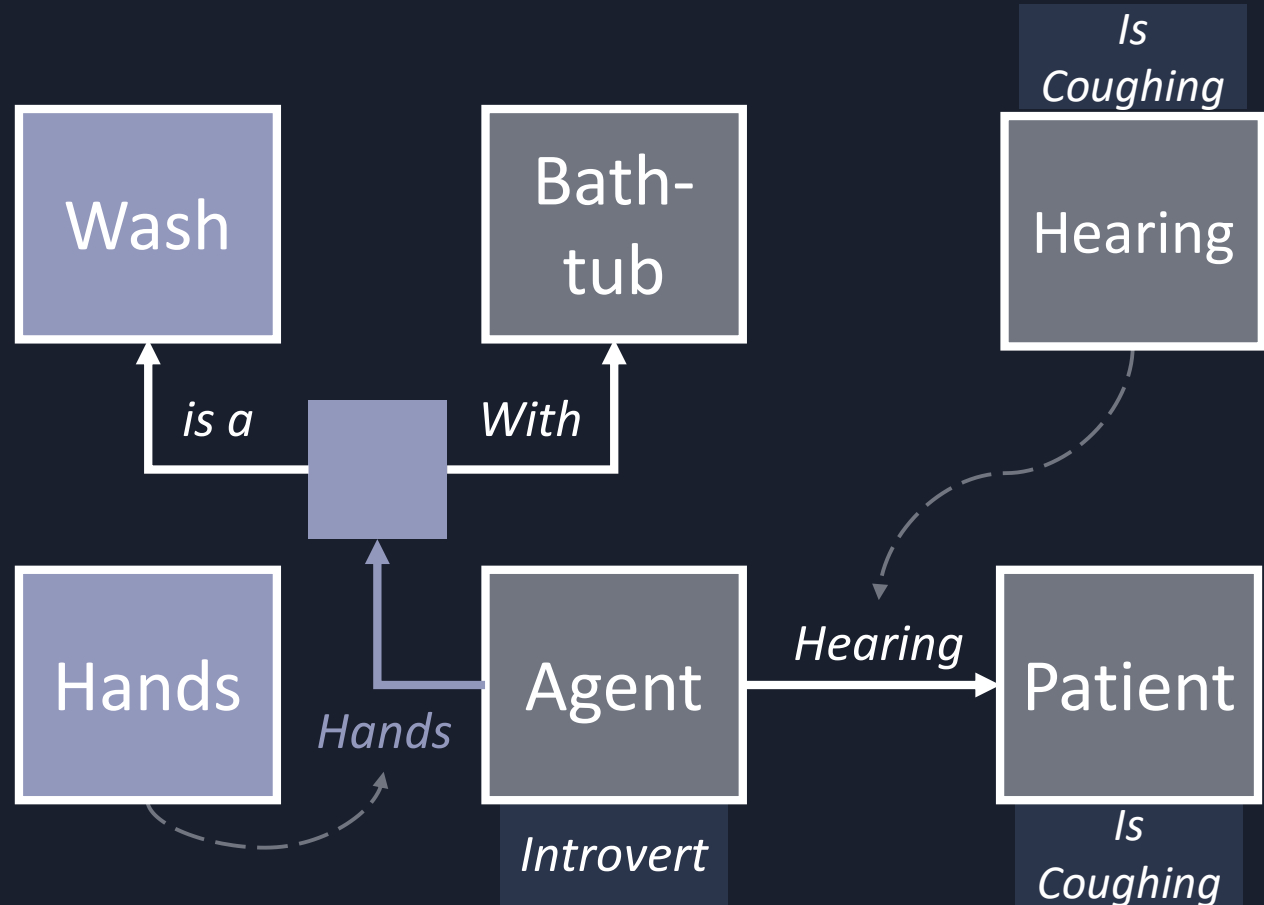 Is
Coughing
Wash
Bath-
tub
Hearing
is a
With
Hands
Hands
Agent
Hearing
Patient
Introvert
Is
Coughing